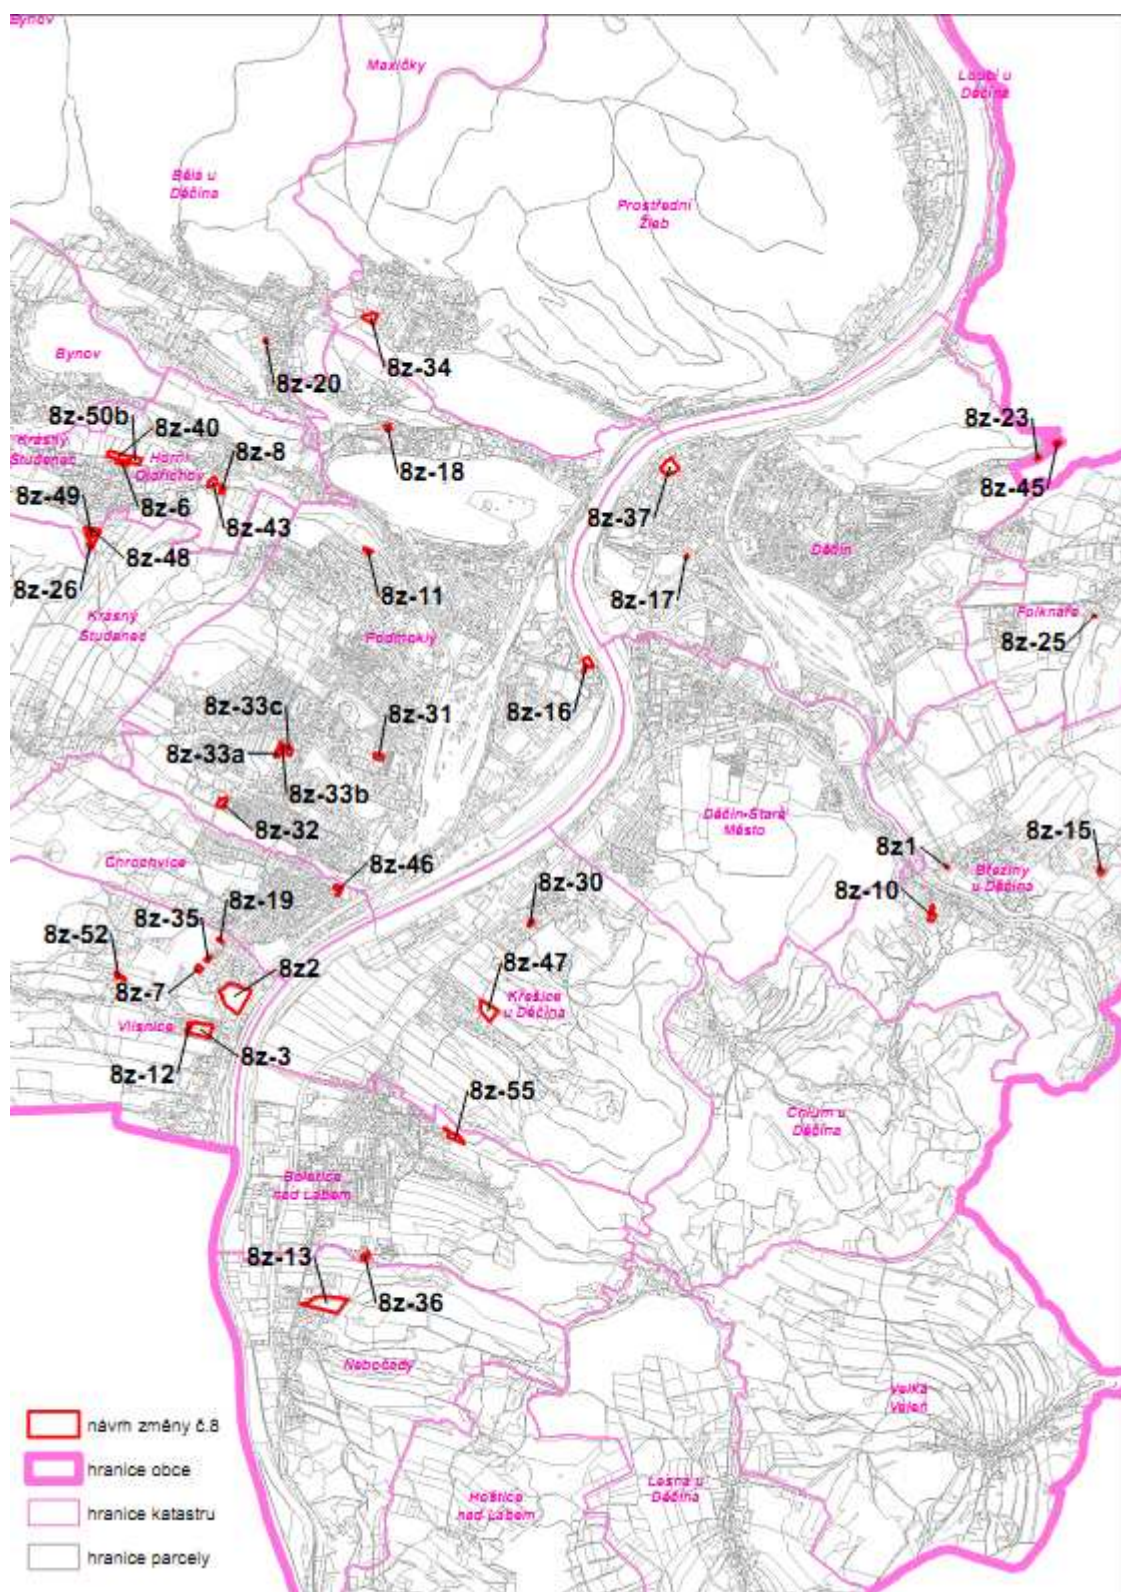 Bynov
Maxičky
Loubí u
Děčína
Bělá u
Děčína
Prostřední
Žleb
8z-34
8z-20
Bynov
8z-50b
8z-40
8z-8
8z-23
Krásný
Studenec
Horní
Oldřichov
8z-18
8z-45
8z-49
8z-6
8z-43
8z-37
8z-48
Děčín
8z-26
8z-11
8z-17
Krásný
Studenec
Podmokly
Folknáře
8z-25
8z-33c
8z-31
8z-16
8z-33a
8z-33b
8z-32
Děčín-Staré
Město
8z1
8z-15
Chrochvice
8z-46
Březiny
u Děčína
8z-19
8z-30
8z-10
8z-35
8z-52
8z2
8z-47
8z-7
Křešice
u Děčína
Vilsnice
8z-3
8z-12
8z-55
Chlum u
Děčína
Boletice
nad Labem
8z-13
8z-36
Nebočady
Velká
Veleň
Lesná u
Děčína
Hoštice
nad Labem
návrh změny č.8
hranice obce
hranice katastru
hranice parcely